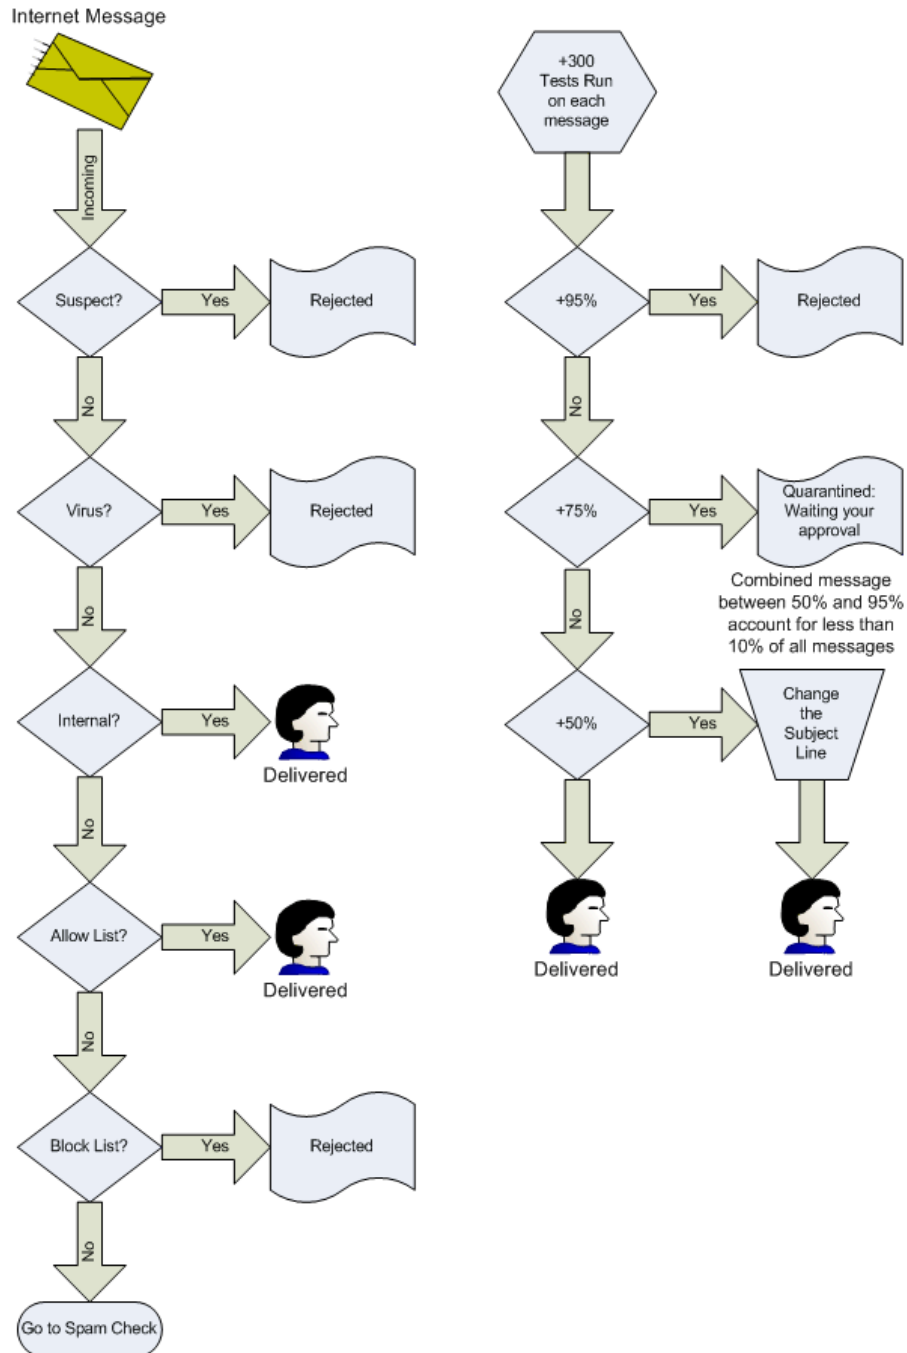 Internet Message
Incoming
Suspect?
Yes
Rejected
No
Virus?
Yes
Rejected
No
Internal?
Yes
Delivered
No
Allow List?
Yes
Delivered
No
Block List?
Yes
Rejected
No
Go to Spam Check
+300
Tests Run
on each
message
+95%
Yes
Rejected
No
+75%
Yes
Quarantined:
Waiting your
approval
Combined message
between 50% and 95%
account for less than
10% of all messages
No
+50%
Yes
Change
the
Subject
Line
Delivered
Delivered